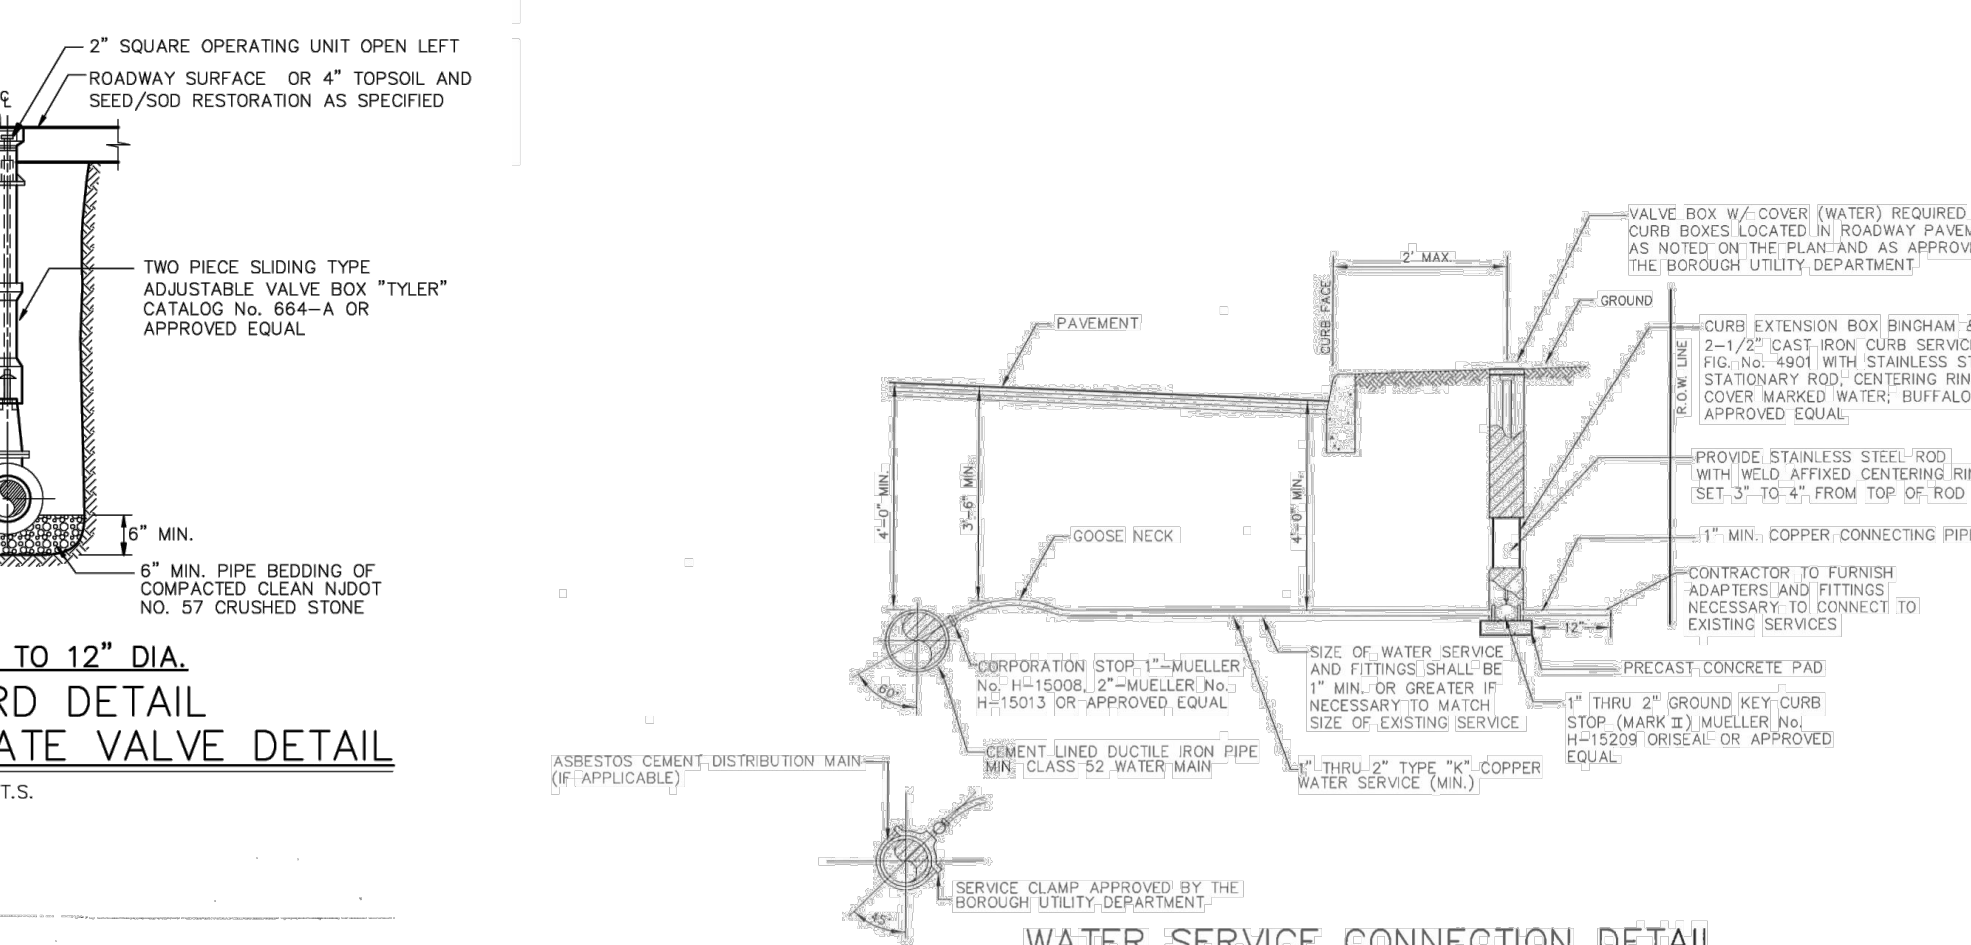 2” SQUARE OPERATING UNIT OPEN LEFT
ROADWAY SURFACE OR 4” TOPSOIL AND
SEED/SOD RESTORATION AS SPECIFIED
℄
TWO PIECE SLIDING TYPE
ADJUSTABLE VALVE BOX "TYLER"
CATALOG No. 664-A OR
APPROVED EQUAL
6” MIN.
6” MIN. PIPE BEDDING OF
COMPACTED CLEAN NJDOT
NO. 57 CRUSHED STONE
TO 12” DIA.
RD DETAIL
ATE VALVE DETAIL
T.S.
VALVE BOX W/ COVER (WATER) REQUIRED
CURB BOXES LOCATED IN ROADWAY PAVEM
AS NOTED ON THE PLAN AND AS APPROV
THE BOROUGH UTILITY DEPARTMENT
2' MAX.
CURB FACE
GROUND
PAVEMENT
R.O.W. LINE
CURB EXTENSION BOX BINGHAM &
2-1/2" CAST IRON CURB SERVIC
FIG. No. 4901 WITH STAINLESS ST
STATIONARY ROD, CENTERING RIN
COVER MARKED WATER; BUFFALO
APPROVED EQUAL
PROVIDE STAINLESS STEEL ROD
WITH WELD AFFIXED CENTERING RIN
SET 3" TO 4" FROM TOP OF ROD
4'-0" MIN.
3'-6" MIN.
4'-0" MIN.
GOOSE NECK
1" MIN. COPPER CONNECTING PIP
CONTRACTOR TO FURNISH
ADAPTERS AND FITTINGS
NECESSARY TO CONNECT TO
EXISTING SERVICES
12"
CORPORATION STOP 1"-MUELLER
No. H-15008, 2"-MUELLER No.
H-15013 OR APPROVED EQUAL
60°
SIZE OF WATER SERVICE
AND FITTINGS SHALL BE
1" MIN. OR GREATER IF
NECESSARY TO MATCH
SIZE OF EXISTING SERVICE
PRECAST CONCRETE PAD
1" THRU 2" GROUND KEY CURB
STOP (MARK II) MUELLER No.
H-15209 ORISEAL OR APPROVED
EQUAL
CEMENT LINED DUCTILE IRON PIPE
MIN. CLASS 52 WATER MAIN
1" THRU 2" TYPE "K" COPPER
WATER SERVICE (MIN.)
ASBESTOS CEMENT DISTRIBUTION MAIN
(IF APPLICABLE)
45°
SERVICE CLAMP APPROVED BY THE
BOROUGH UTILITY DEPARTMENT
WATER SERVICE CONNECTION DETAIL